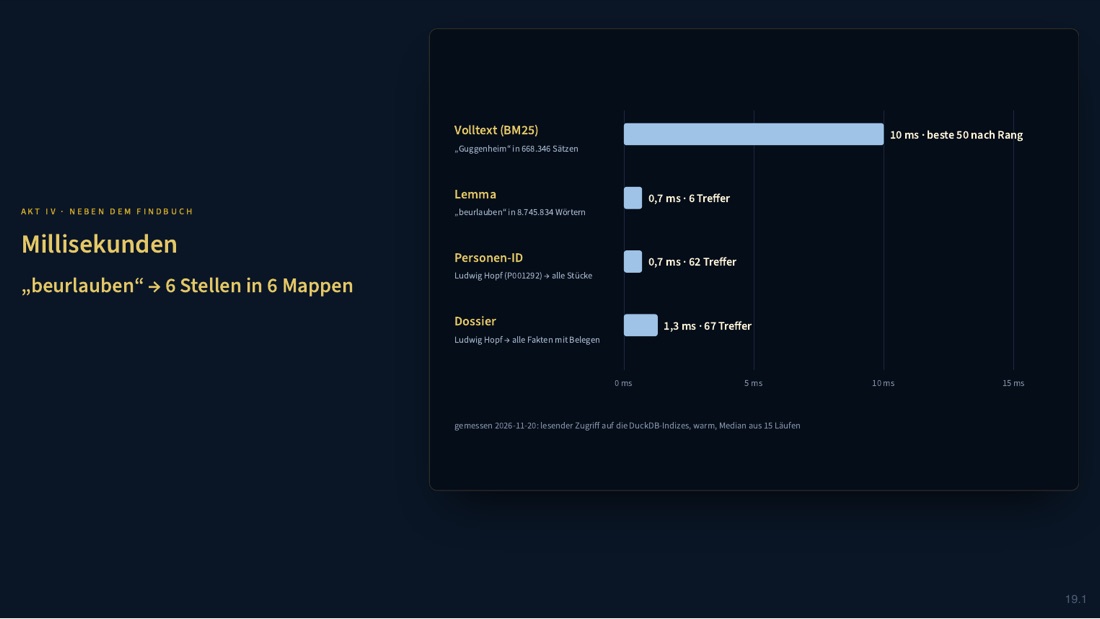 AKT IV · NEBEN DEM FINDBUCH
Millisekunden
„beurlauben“ → 6 Stellen in 6 Mappen
Volltext (BM25)
„Guggenheim“ in 668.346 Sätzen
10 ms · beste 50 nach Rang
Lemma
„beurlauben“ in 8.745.834 Wörtern
0,7 ms · 6 Treffer
Personen-ID
Ludwig Hopf (P001292) → alle Stücke
0,7 ms · 62 Treffer
Dossier
Ludwig Hopf → alle Fakten mit Belegen
1,3 ms · 67 Treffer
0 ms 5 ms 10 ms 15 ms
gemessen 2026-11-20: lesender Zugriff auf die DuckDB-Indizes, warm, Median aus 15 Läufen
19.1